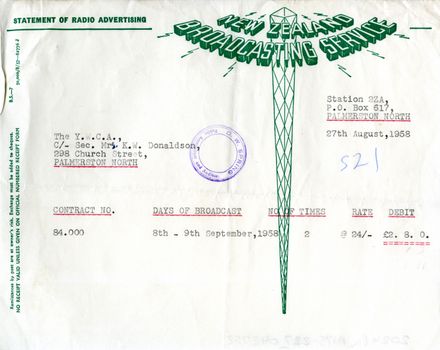 STATEMENT OF RADIO ADVERTISING
NEW ZEALAND
BROADCASTING SERVICE
Station 2ZA,
P.O. Box 617,
PALMERSTON NORTH
27th August, 1958
The Y.W.C.A.,
C/- Sec. Mrs K.W. Donaldson,
298 Church Street,
PALMERSTON NORTH
G. W. SPRING
521
CONTRACT NO. DAYS OF BROADCAST NO OF TIMES RATE DEBIT
84.000 8th - 9th September, 1958 2 @ 24/- £2. 8. 0.
B.S.-7
Remittances by post are at owner's risk. Exchange must be added to cheques.
NO RECEIPT VALID UNLESS GIVEN ON OFFICIAL NUMBERED RECEIPT FORM